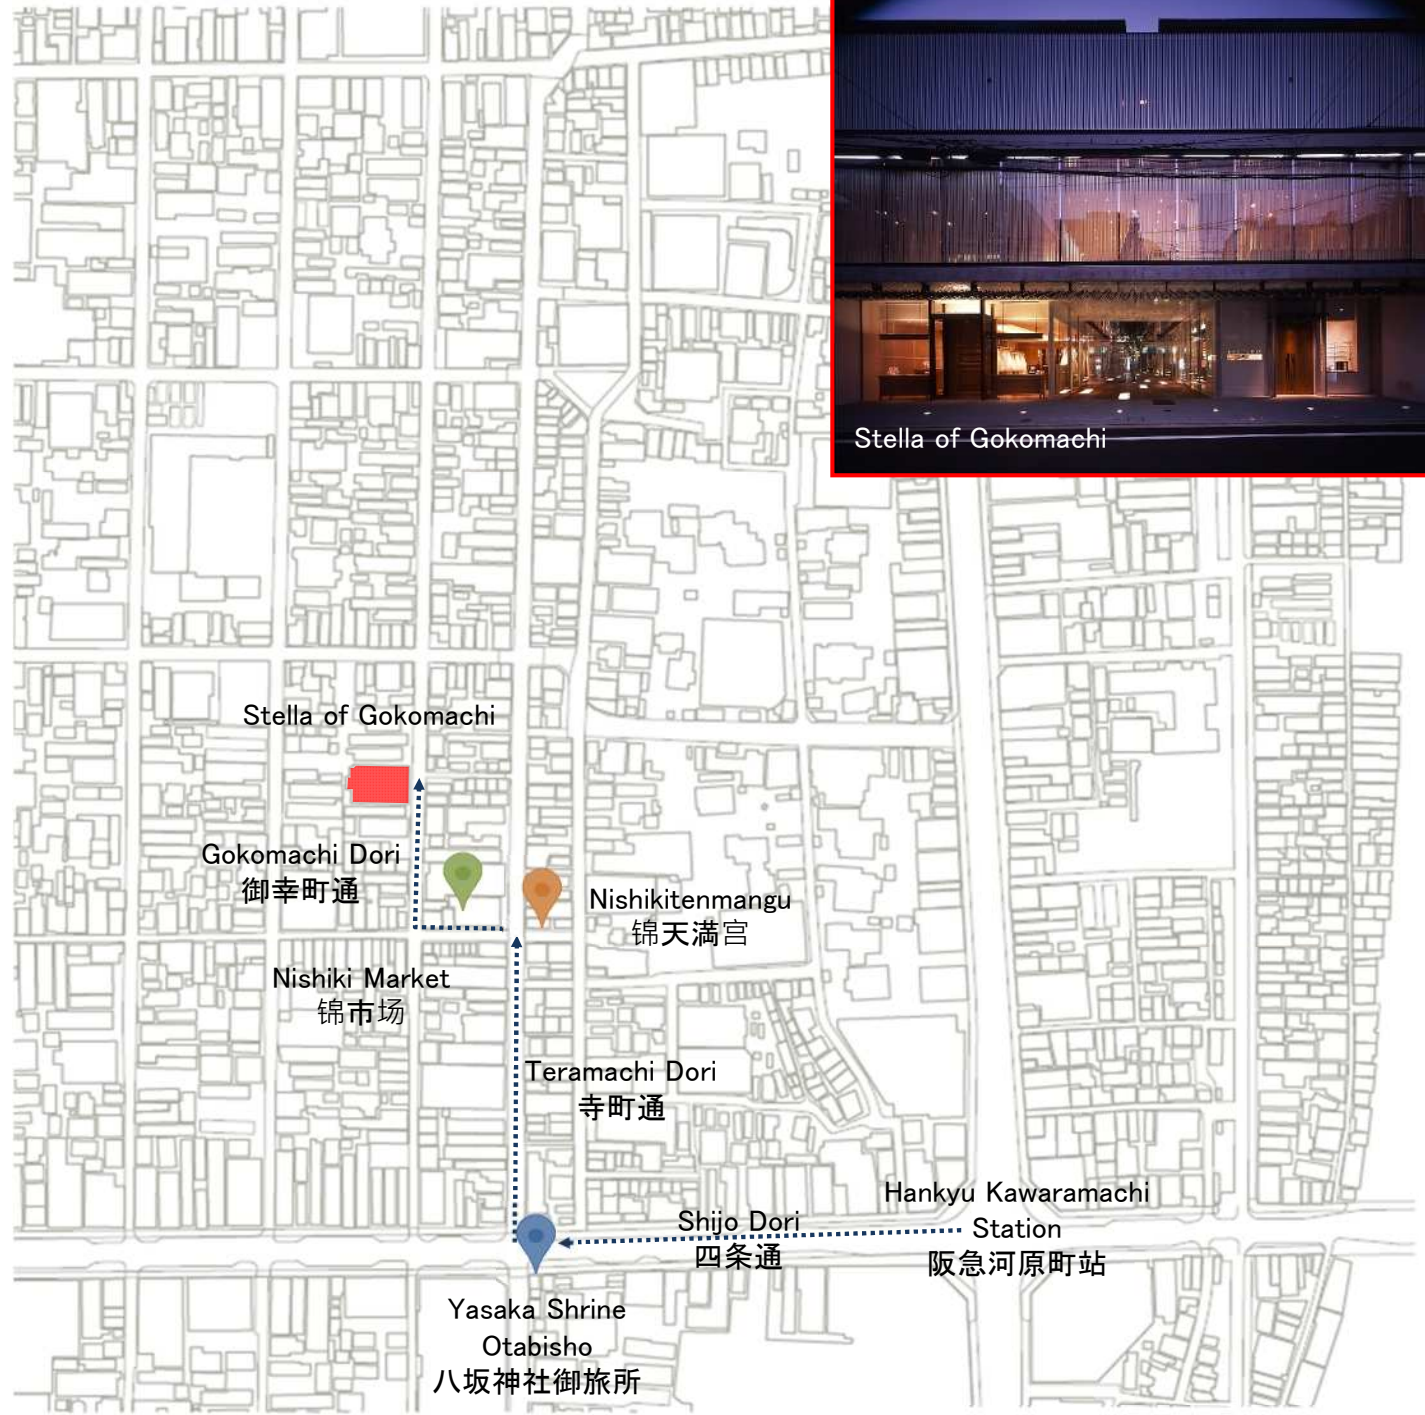 Stella of Gokomachi
Stella of Gokomachi
Gokomachi Dori
御幸町通
Nishikitenmangu
锦天満宮
Nishiki Market
锦市场
Teramachi Dori
寺町通
Hankyu Kawaramachi
Station
阪急河原町站
Shijo Dori
四条通
Yasaka Shrine
Otabisho
八坂神社御旅所